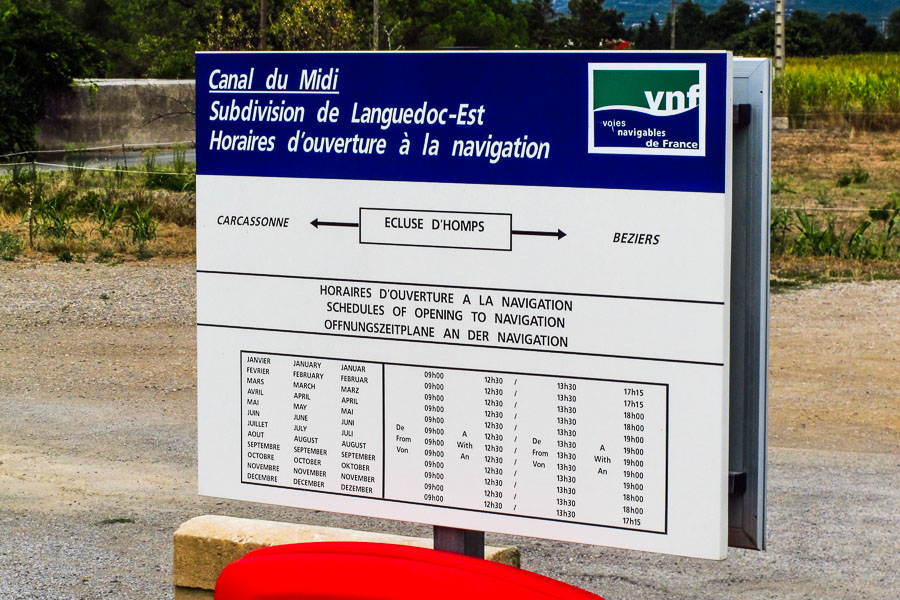 Canal du Midi
Subdivision de Languedoc-Est
Horaires d'ouverture à la navigation
vnf
voies
navigables
de France
CARCASSONNE ECLUSE D'HOMPS BEZIERS
HORAIRES D'OUVERTURE A LA NAVIGATION
SCHEDULES OF OPENING TO NAVIGATION
OFFNUNGSZEITPLANE AN DER NAVIGATION
JANVIER JANUARY JANUAR 09h00 12h30 / 13h30 17h15
FEVRIER FEBRUARY FEBRUAR 09h00 12h30 / 13h30 17h15
MARS MARCH MARZ 09h00 12h30 / 13h30 18h00
AVRIL APRIL APRIL 09h00 12h30 / 13h30 19h00
MAI MAY MAI 09h00 12h30 / 13h30 19h00
JUIN JUNE JUNI De 09h00 A 12h30 / De 13h30 A 19h00
JUILLET JULY JULI From 09h00 With 12h30 / From 13h30 With 19h00
AOUT AUGUST AUGUST Von 09h00 An 12h30 / Von 13h30 An 19h00
SEPTEMBRE SEPTEMBER SEPTEMBER 09h00 12h30 / 13h30 19h00
OCTOBRE OCTOBER OKTOBER 09h00 12h30 / 13h30 18h00
NOVEMBRE NOVEMBER NOVEMBER 09h00 12h30 / 13h30 18h00
DECEMBRE DECEMBER DEZEMBER 09h00 12h30 / 13h30 17h15